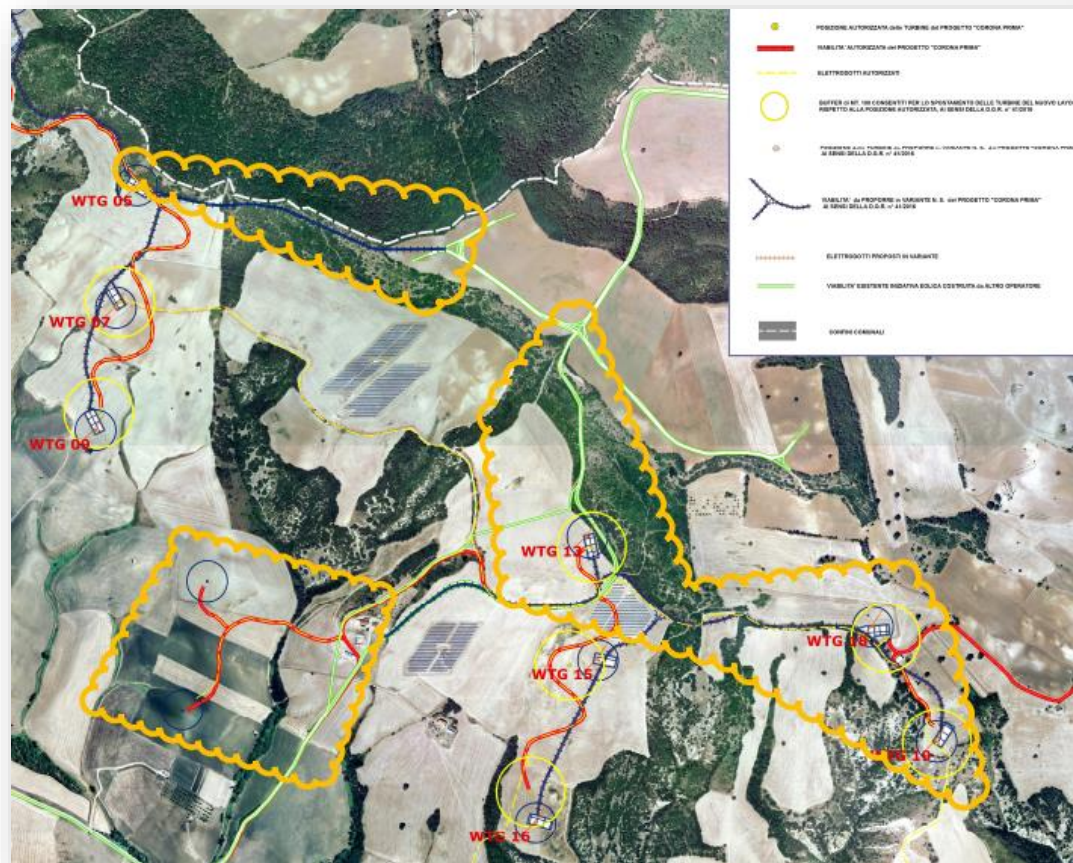 POSIZIONE AUTORIZZATA delle TURBINE del PROGETTO "CORONA PRIMA"
VIABILITA' AUTORIZZATA del PROGETTO "CORONA PRIMA"
ELETTRODOTTI AUTORIZZATI
BUFFER di MT. 100 CONSENTITI PER LO SPOSTAMENTO DELLE TURBINE DEL NUOVO LAYO
RISPETTO ALLA POSIZIONE AUTORIZZATA, AI SENSI DELLA D.G.R. n° 41/2016
AI SENSI DELLA D.G.R. n° 41/2016
VIABILITA' da PROPORRE in VARIANTE N. S. del PROGETTO "CORONA PRIMA"
AI SENSI DELLA D.G.R. n° 41/2016
ELETTRODOTTI PROPOSTI IN VARIANTE
VIABILITA' ESISTENTE INIZIATIVA EOLICA COSTRUITA da ALTRO OPERATORE
CONFINI COMUNALI
WTG 05
WTG 07
WTG 09
WTG 13
WTG 15
WTG 16